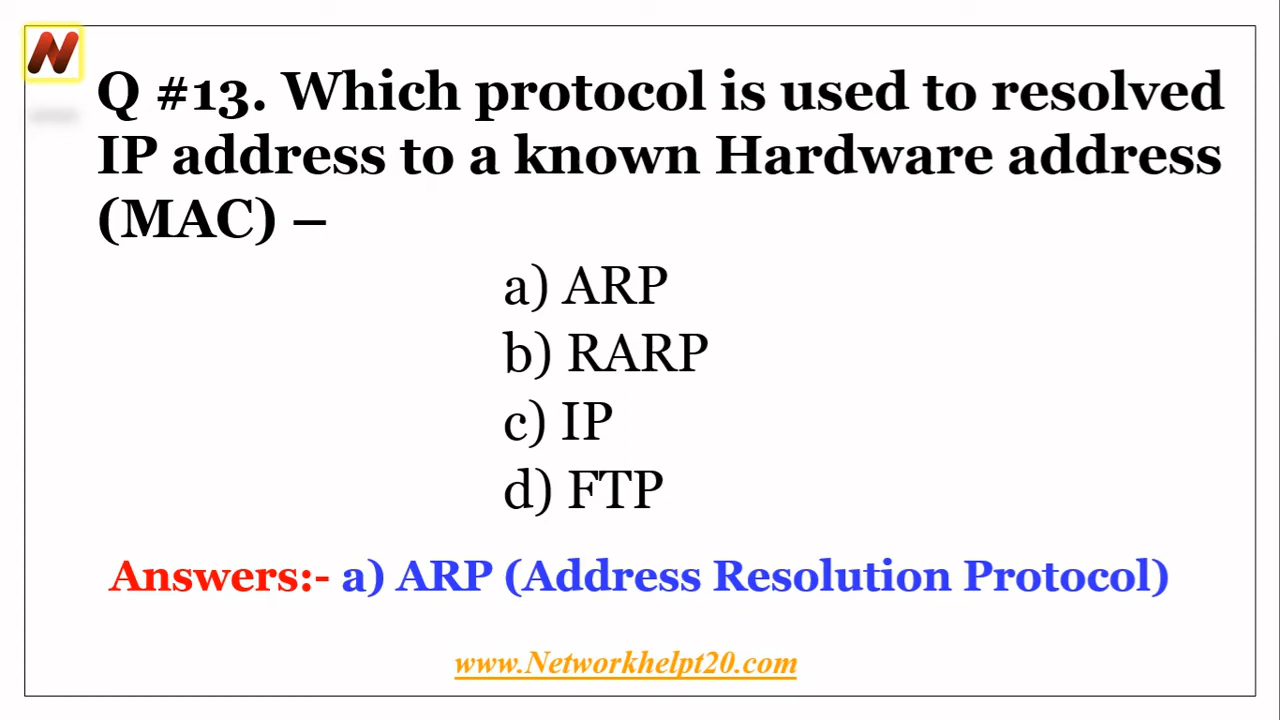 N
Q #13. Which protocol is used to resolved
IP address to a known Hardware address
(MAC) –
a) ARP
b) RARP
c) IP
d) FTP
Answers:- a) ARP (Address Resolution Protocol)
www.Networkhelpt20.com